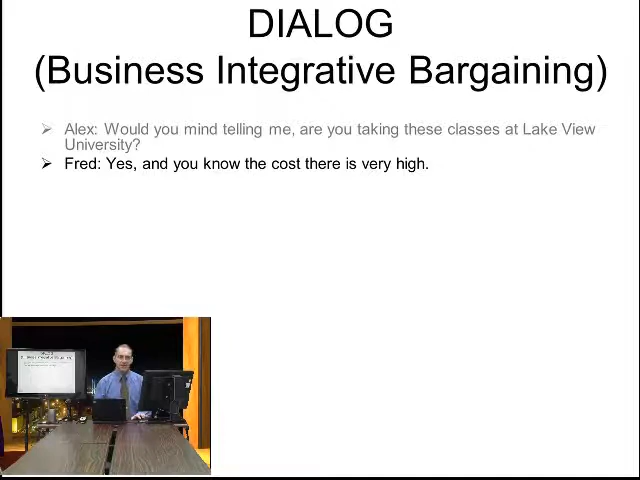 DIALOG
(Business Integrative Bargaining)
Alex: Would you mind telling me, are you taking these classes at Lake View
University?
Fred: Yes, and you know the cost there is very high.